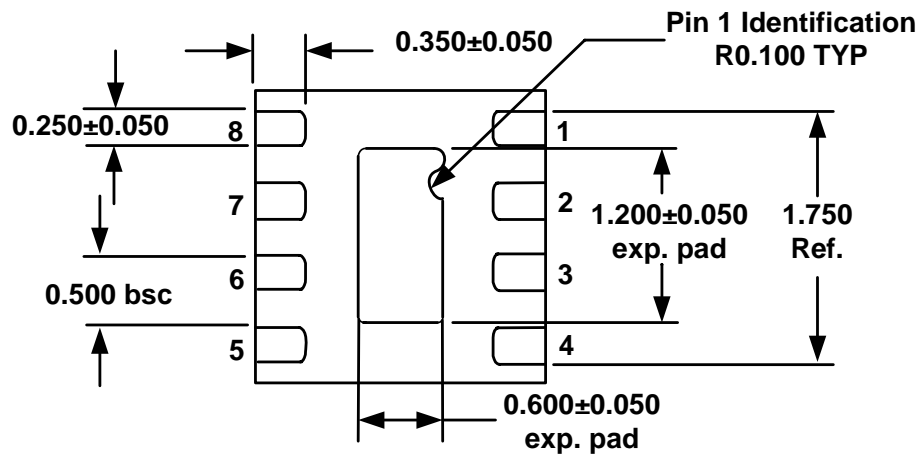 Pin 1 Identification
R0.100 TYP
0.350±0.050
0.250±0.050
8
1
7
2
1.200±0.050
exp. pad
1.750
Ref.
6
3
0.500 bsc
5
4
0.600±0.050
exp. pad